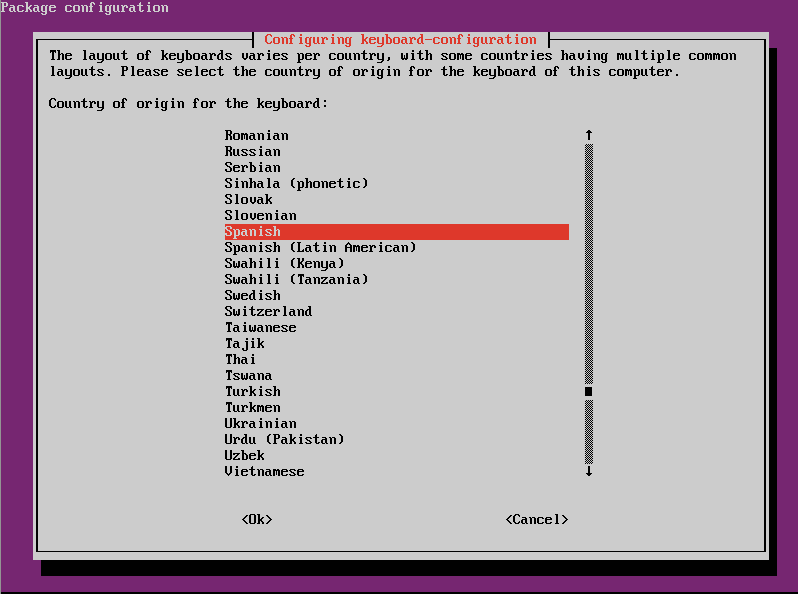 Package configuration
Configuring keyboard-configuration
The layout of keyboards varies per country, with some countries having multiple common
layouts. Please select the country of origin for the keyboard of this computer.
Country of origin for the keyboard:
Romanian
Russian
Serbian
Sinhala (phonetic)
Slovak
Slovenian
Spanish
Spanish (Latin American)
Swahili (Kenya)
Swahili (Tanzania)
Swedish
Switzerland
Taiwanese
Tajik
Thai
Tswana
Turkish
Turkmen
Ukrainian
Urdu (Pakistan)
Uzbek
Vietnamese
<Ok> <Cancel>